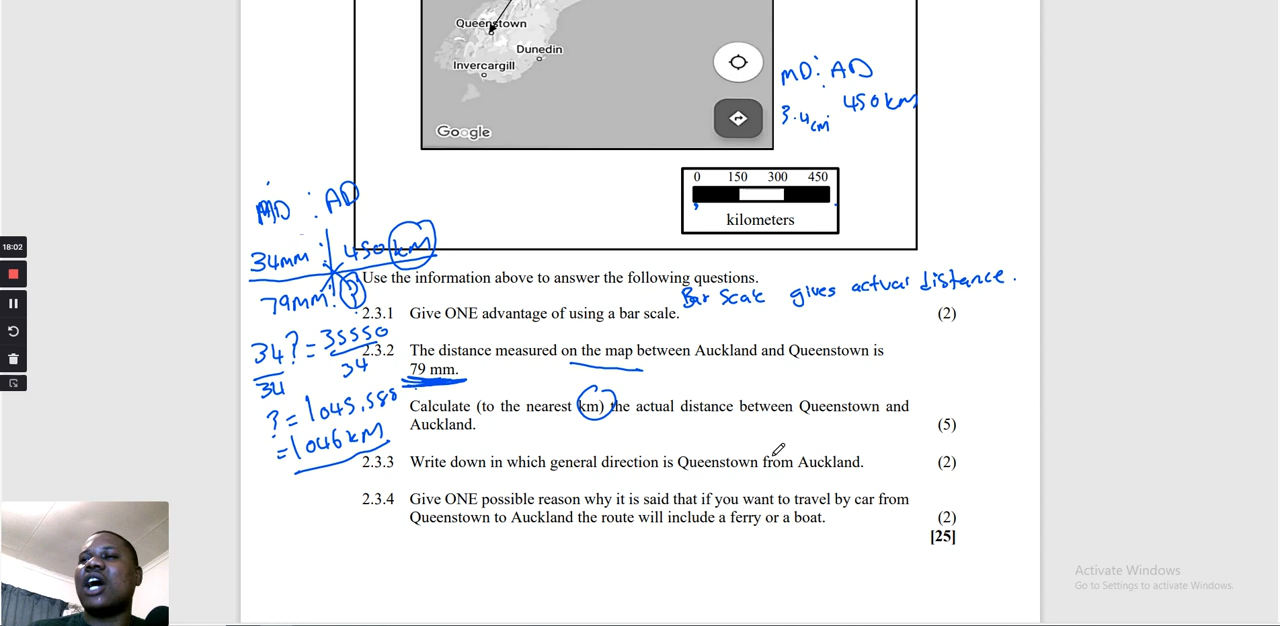 Queenstown
Dunedin
Invercargill
Google
MD : AD
3.4cm 450km
0 150 300 450
kilometers
MD : AD
34mm : 450km
79mm : ?
34? = 35550
34 34
? = 1045,588
= 1046km
18:02
Use the information above to answer the following questions.
Bar Scale gives actual distance.
2.3.1 Give ONE advantage of using a bar scale. (2)
2.3.2 The distance measured on the map between Auckland and Queenstown is
79 mm.
Calculate (to the nearest km) the actual distance between Queenstown and
Auckland. (5)
2.3.3 Write down in which general direction is Queenstown from Auckland. (2)
2.3.4 Give ONE possible reason why it is said that if you want to travel by car from
Queenstown to Auckland the route will include a ferry or a boat. (2)
[25]
Activate Windows
Go to Settings to activate Windows.